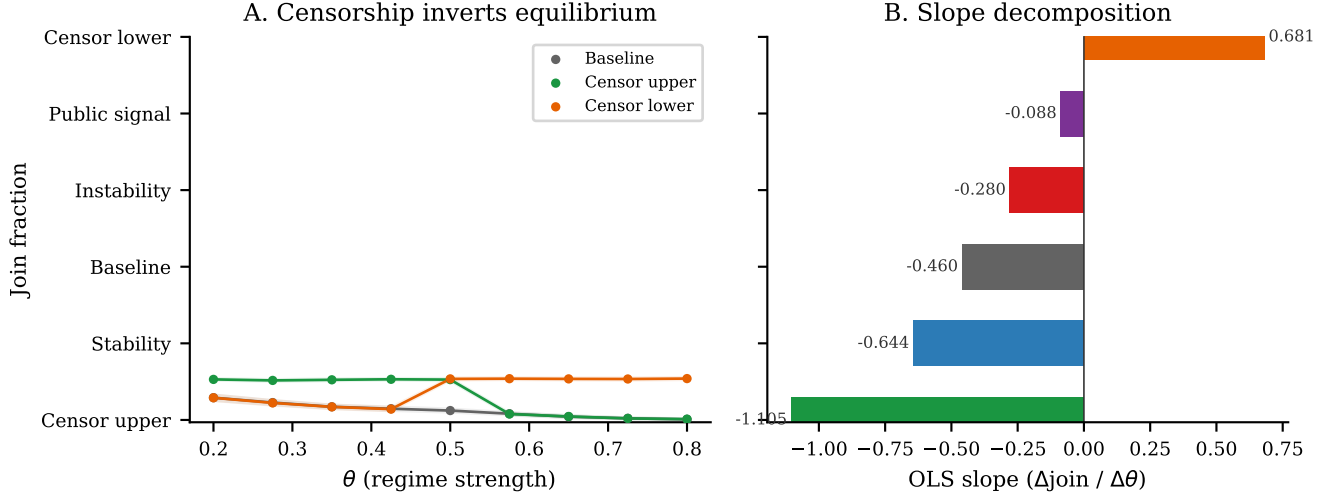 A. Censorship inverts equilibrium
Join fraction
Censor lower
Public signal
Instability
Baseline
Stability
Censor upper
Baseline
Censor upper
Censor lower
0.2 0.3 0.4 0.5 0.6 0.7 0.8
θ (regime strength)
B. Slope decomposition
0.681
-0.088
-0.280
-0.460
-0.644
-1.105
−1.00 −0.75 −0.50 −0.25 0.00 0.25 0.50 0.75
OLS slope (Δjoin / Δθ)